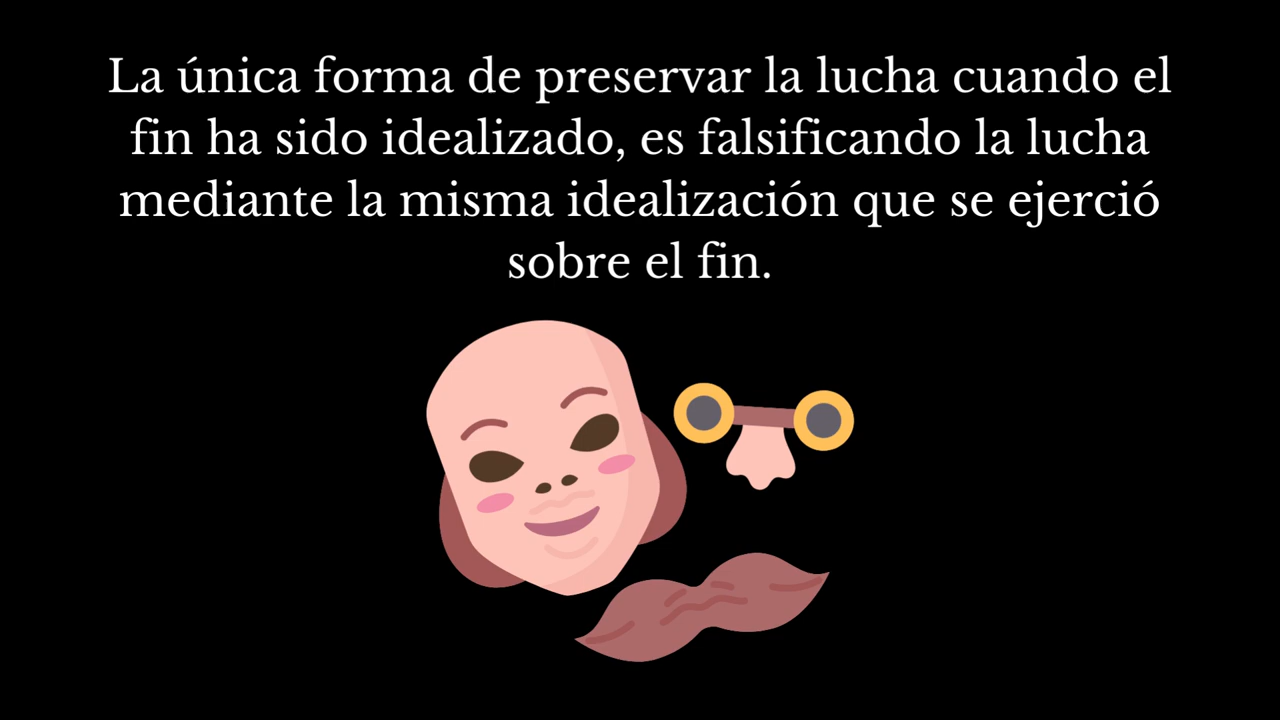 La única forma de preservar la lucha cuando el
fin ha sido idealizado, es falsificando la lucha
mediante la misma idealización que se ejerció
sobre el fin.